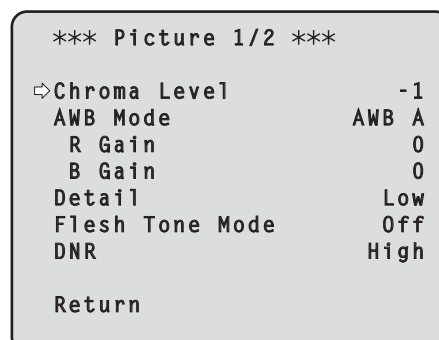 *** Picture 1/2 ***
⇨Chroma Level -1
AWB Mode AWB A
R Gain 0
B Gain 0
Detail Low
Flesh Tone Mode Off
DNR High
Return